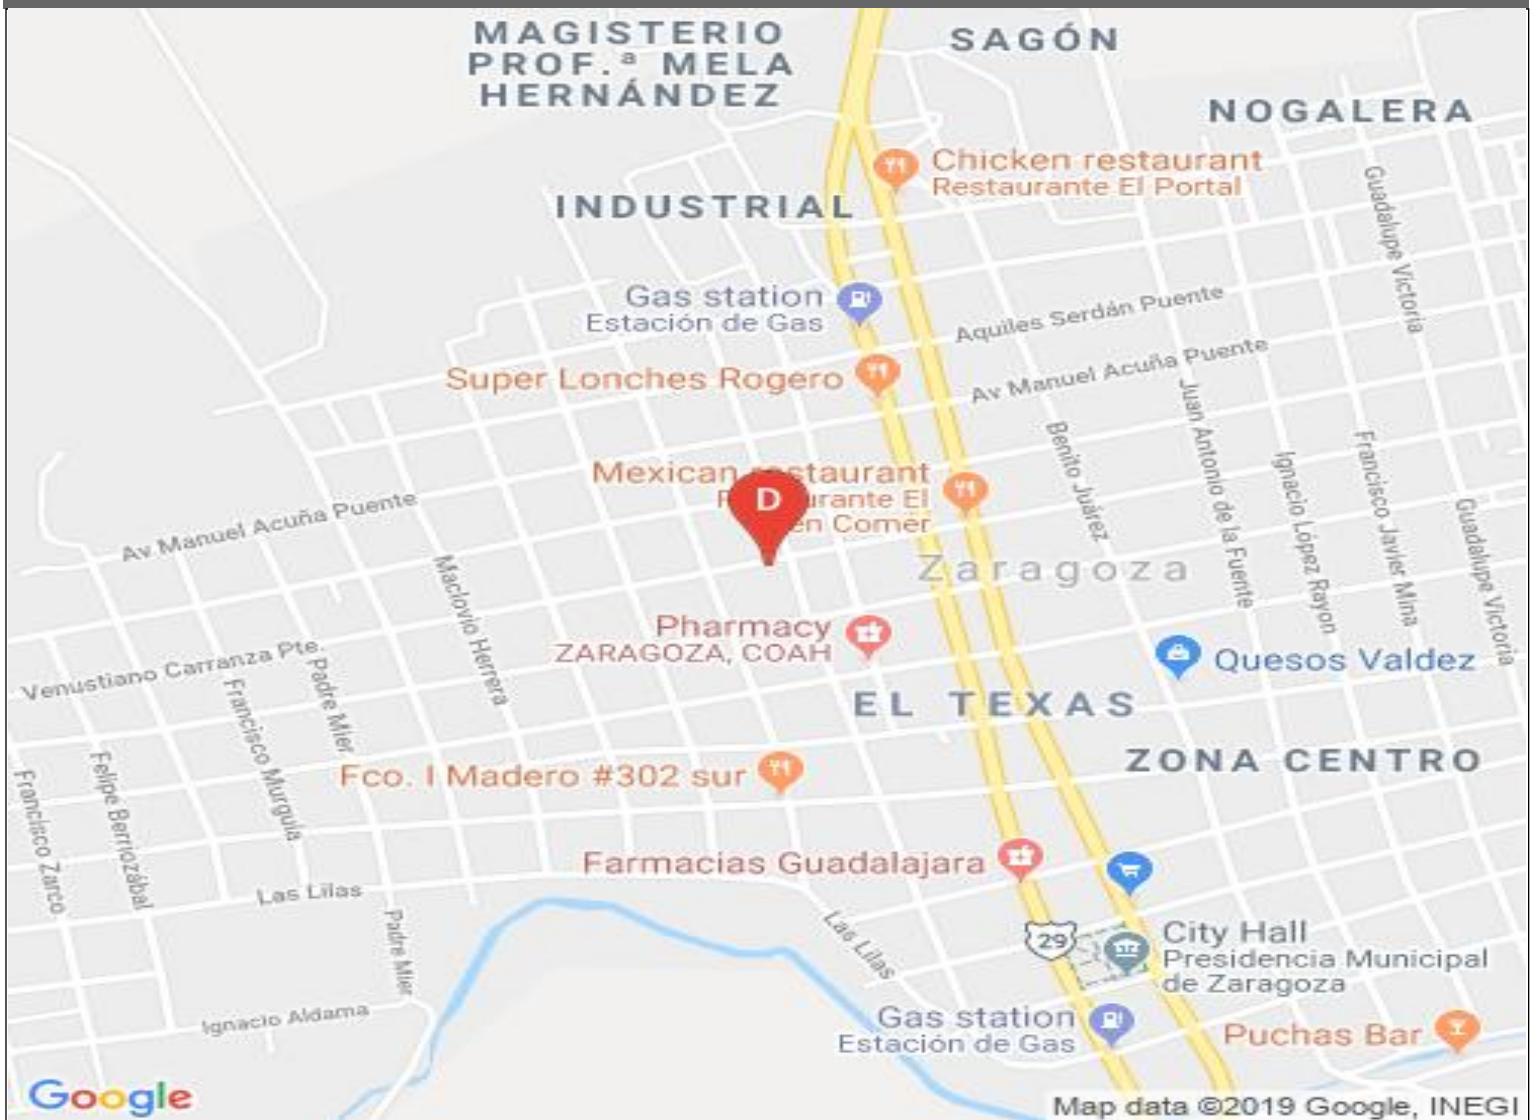 MAGISTERIO
PROF.ª MELA
HERNÁNDEZ
SAGÓN
NOGALERA
Chicken restaurant
Restaurante El Portal
INDUSTRIAL
Guadalupe Victoria
Gas station
Estación de Gas
Aquiles Serdán Puente
Super Lonches Rogero
Av Manuel Acuña Puente
Mexican restaurant
El
Comer
D
Av Manuel Acuña Puente
Benito Juárez
Juan Antonio de la Fuente
Ignacio López Rayon
Francisco Javier Mina
Guadalupe Victoria
Zaragoza
Maclovio Herrera
Pharmacy
ZARAGOZA, COAH
Quesos Valdez
Venustiano Carranza Pte.
Padre Mier
Francisco Murguia
EL TEXAS
ZONA CENTRO
Felipe Berriozábal
Francisco Zarco
Fco. I Madero #302 sur
Farmacias Guadalajara
Las Lilas
Padre Mier
Las Lilas
29
City Hall
Presidencia Municipal
de Zaragoza
Ignacio Aldama
Gas station
Estación de Gas
Puchas Bar
Google
Map data ©2019 Google, INEGI